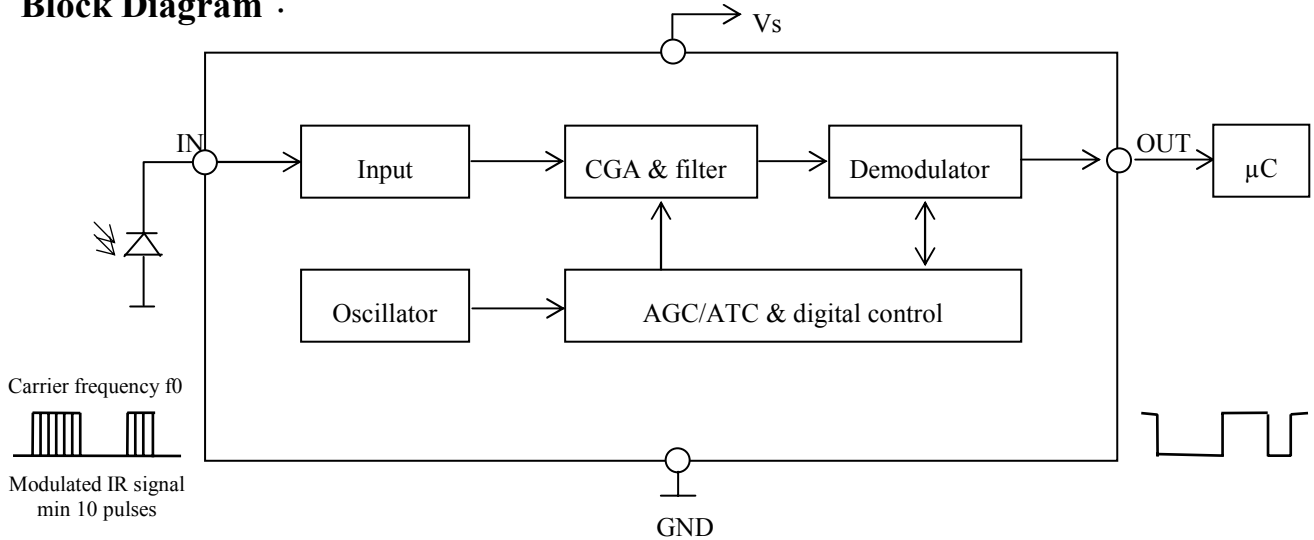 Block Diagram :
Vs
IN
Input
CGA & filter
Demodulator
OUT
µC
Oscillator
AGC/ATC & digital control
Carrier frequency f0
Modulated IR signal
min 10 pulses
GND